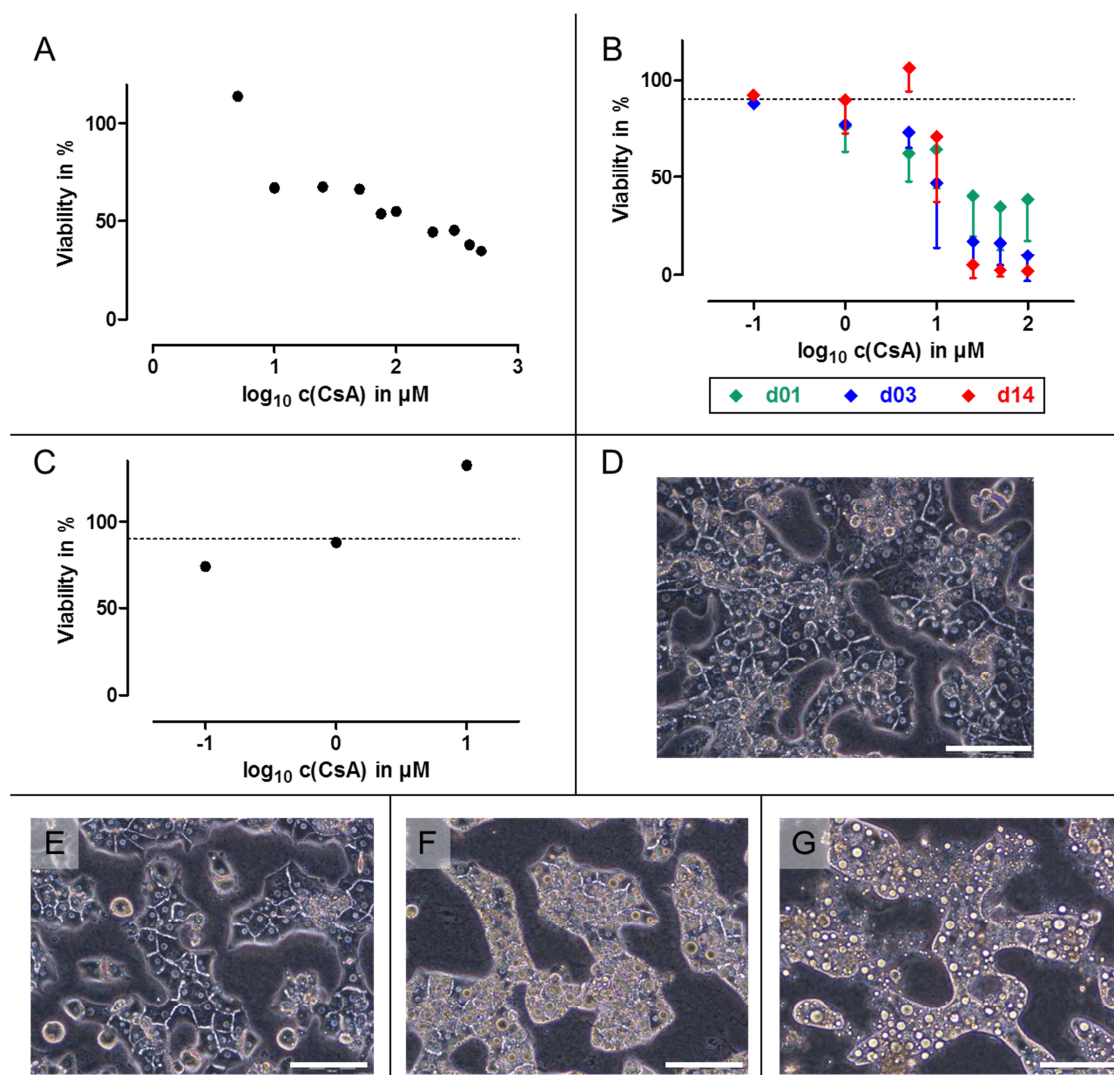 A
Viability in %
100
50
0
0 1 2 3
log10 c(CsA) in µM
B
Viability in %
100
50
0
-1 0 1 2
log10 c(CsA) in µM
d01 d03 d14
C
Viability in %
100
50
0
-1 0 1
log10 c(CsA) in µM
D
E
F
G